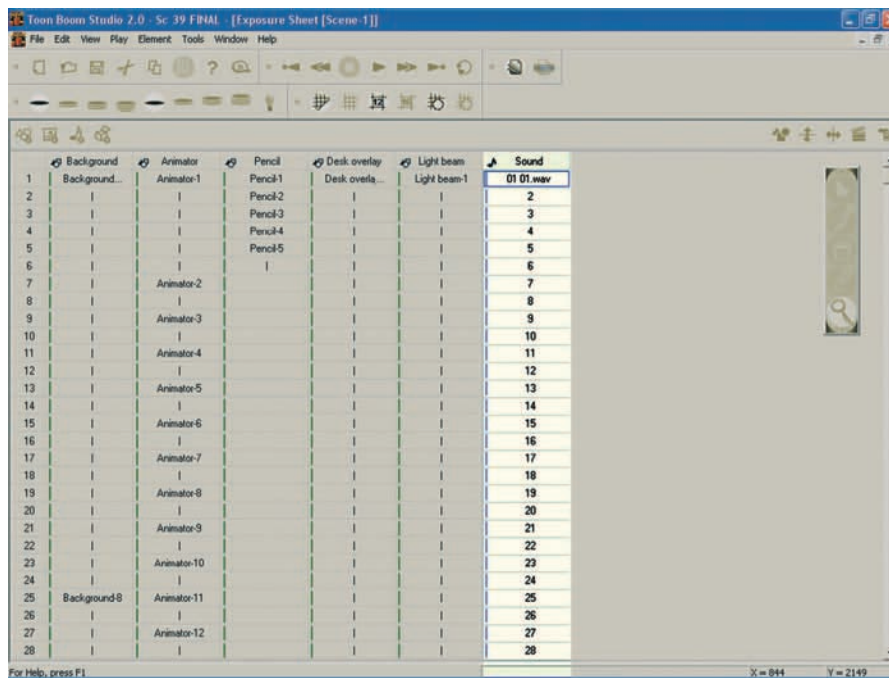 Toon Boom Studio 2.0 - Sc 39 FINAL - [Exposure Sheet [Scene-1]]
File Edit View Play Element Tools Window Help
Background Animator Pencil Desk overlay Light beam Sound
1 Background... Animator-1 Pencil-1 Desk overla... Light beam-1 01 01.wav
2 | | Pencil-2 | | 2
3 | | Pencil-3 | | 3
4 | | Pencil-4 | | 4
5 | | Pencil-5 | | 5
6 | | | | | 6
7 | Animator-2 | | 7
8 | | | | 8
9 | Animator-3 | | 9
10 | | | | 10
11 | Animator-4 | | 11
12 | | | | 12
13 | Animator-5 | | 13
14 | | | | 14
15 | Animator-6 | | 15
16 | | | | 16
17 | Animator-7 | | 17
18 | | | | 18
19 | Animator-8 | | 19
20 | | | | 20
21 | Animator-9 | | 21
22 | | | | 22
23 | Animator-10 | | 23
24 | | | | 24
25 Background-8 Animator-11 | | 25
26 | | | | 26
27 | Animator-12 | | 27
28 | | | | 28
For Help, press F1 X = 844 Y = 2149